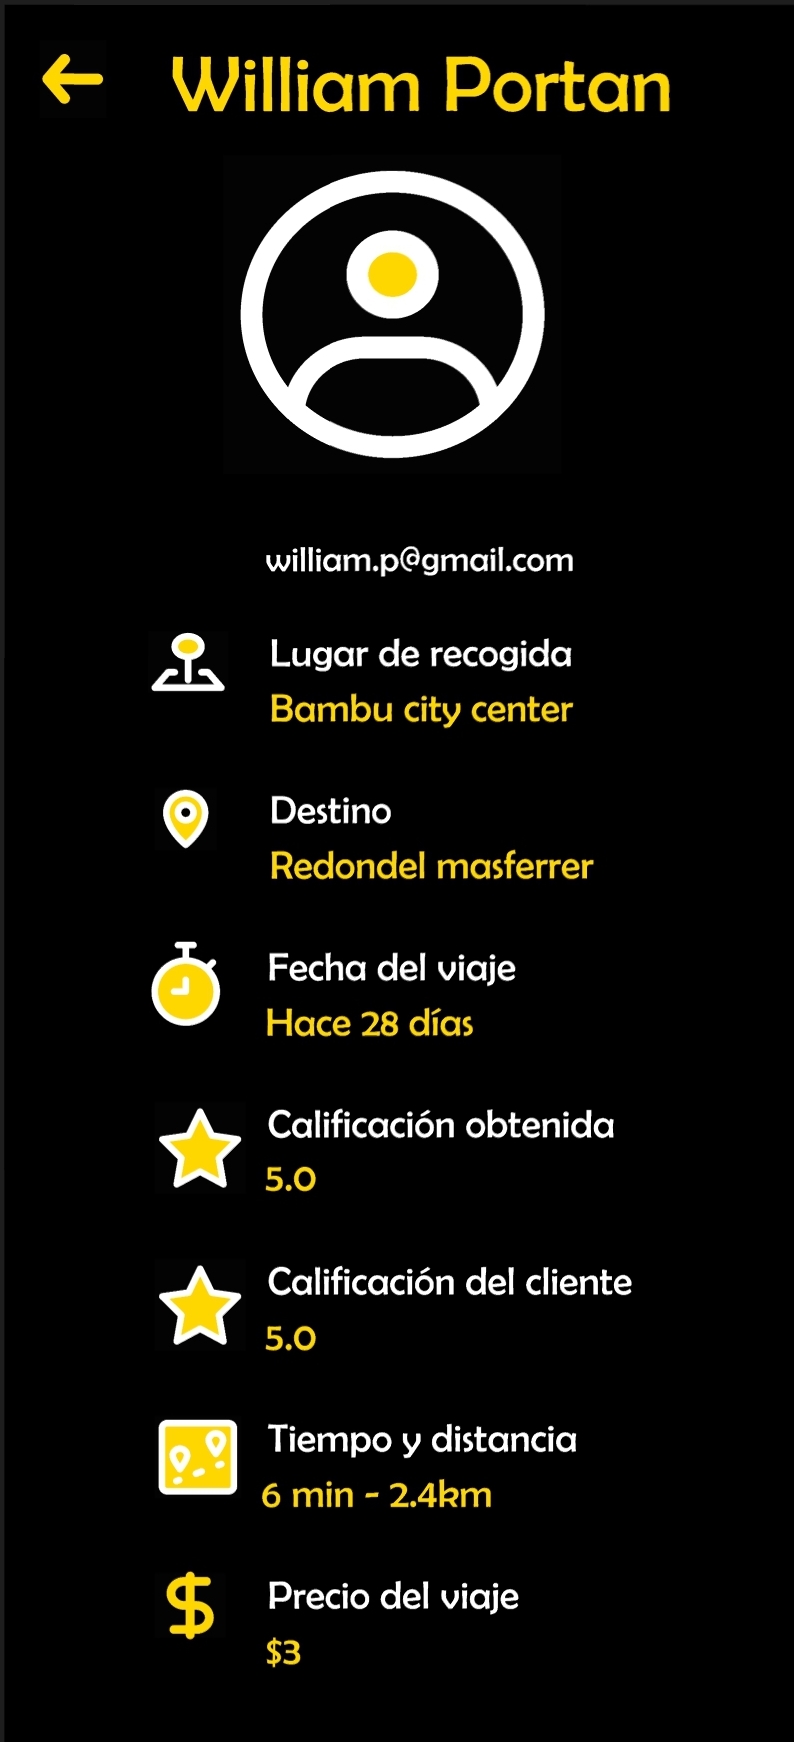 William Portan
william.p@gmail.com
Lugar de recogida
Bambu city center
Destino
Redondel masferrer
Fecha del viaje
Hace 28 días
Calificación obtenida
5.0
Calificación del cliente
5.0
Tiempo y distancia
6 min - 2.4km
Precio del viaje
$3